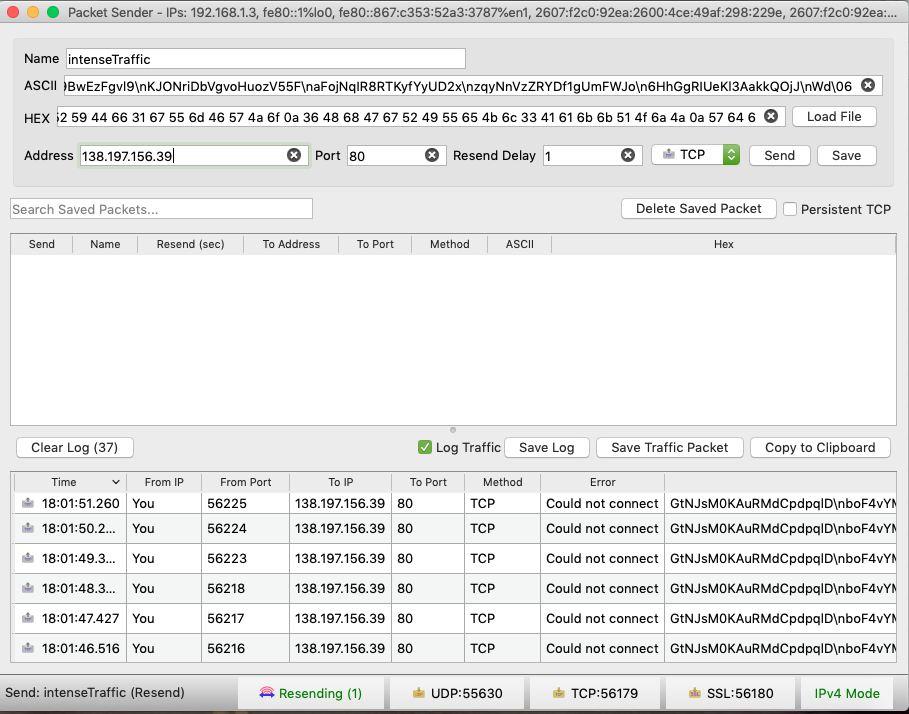 Packet Sender - IPs: 192.168.1.3, fe80::1%lo0, fe80::867:c353:52a3:3787%en1, 2607:f2c0:92ea:2600:4ce:49af:298:229e, 2607:f2c0:92ea:...
Name intenseTraffic
ASCII 9BwEzFgvI9\nKJONriDbVgvoHuozV55F\naFojNqlR8RTKyfYyUD2x\nzqyNnVzZRYDf1gUmFWJo\n6HhGgRIUeKl3AakkQOjJ\nWd\06
HEX 52 59 44 66 31 67 55 6d 46 57 4a 6f 0a 36 48 68 47 67 52 49 55 65 4b 6c 33 41 61 6b 6b 51 4f 6a 4a 0a 57 64 6 Load File
Address 138.197.156.39 Port 80 Resend Delay 1 TCP Send Save
Search Saved Packets... Delete Saved Packet Persistent TCP
Send Name Resend (sec) To Address To Port Method ASCII Hex
Clear Log (37) Log Traffic Save Log Save Traffic Packet Copy to Clipboard
Time From IP From Port To IP To Port Method Error
18:01:51.260 You 56225 138.197.156.39 80 TCP Could not connect GtNJsM0KAuRMdCpdpqlD\nboF4vYM
18:01:50.2... You 56224 138.197.156.39 80 TCP Could not connect GtNJsM0KAuRMdCpdpqlD\nboF4vYM
18:01:49.3... You 56223 138.197.156.39 80 TCP Could not connect GtNJsM0KAuRMdCpdpqlD\nboF4vYM
18:01:48.3... You 56218 138.197.156.39 80 TCP Could not connect GtNJsM0KAuRMdCpdpqlD\nboF4vYM
18:01:47.427 You 56217 138.197.156.39 80 TCP Could not connect GtNJsM0KAuRMdCpdpqlD\nboF4vYM
18:01:46.516 You 56216 138.197.156.39 80 TCP Could not connect GtNJsM0KAuRMdCpdpqlD\nboF4vYM
Send: intenseTraffic (Resend) Resending (1) UDP:55630 TCP:56179 SSL:56180 IPv4 Mode